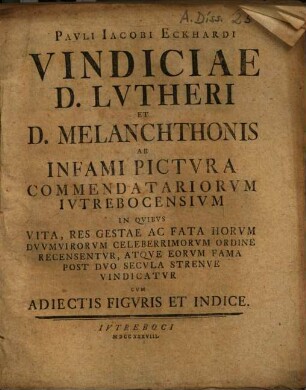 A. Diss. 23
PAVLI IACOBI ECKHARDI
VINDICIAE
D. LVTHERI
ET
D. MELANCHTHONIS
AB
INFAMI PICTVRA
COMMENDATARIORVM
IVTREBOCENSIVM
IN QVIBVS
VITA, RES GESTAE AC FATA HORVM
DVVMVIRORVM CELEBERRIMORVM ORDINE
RECENSENTVR, ATQVE EORVM FAMA
POST DVO SECVLA STRENVE
VINDICATVR
CVM
ADIECTIS FIGVRIS ET INDICE.
IVTREBOCI
MDCCXXXVIII.